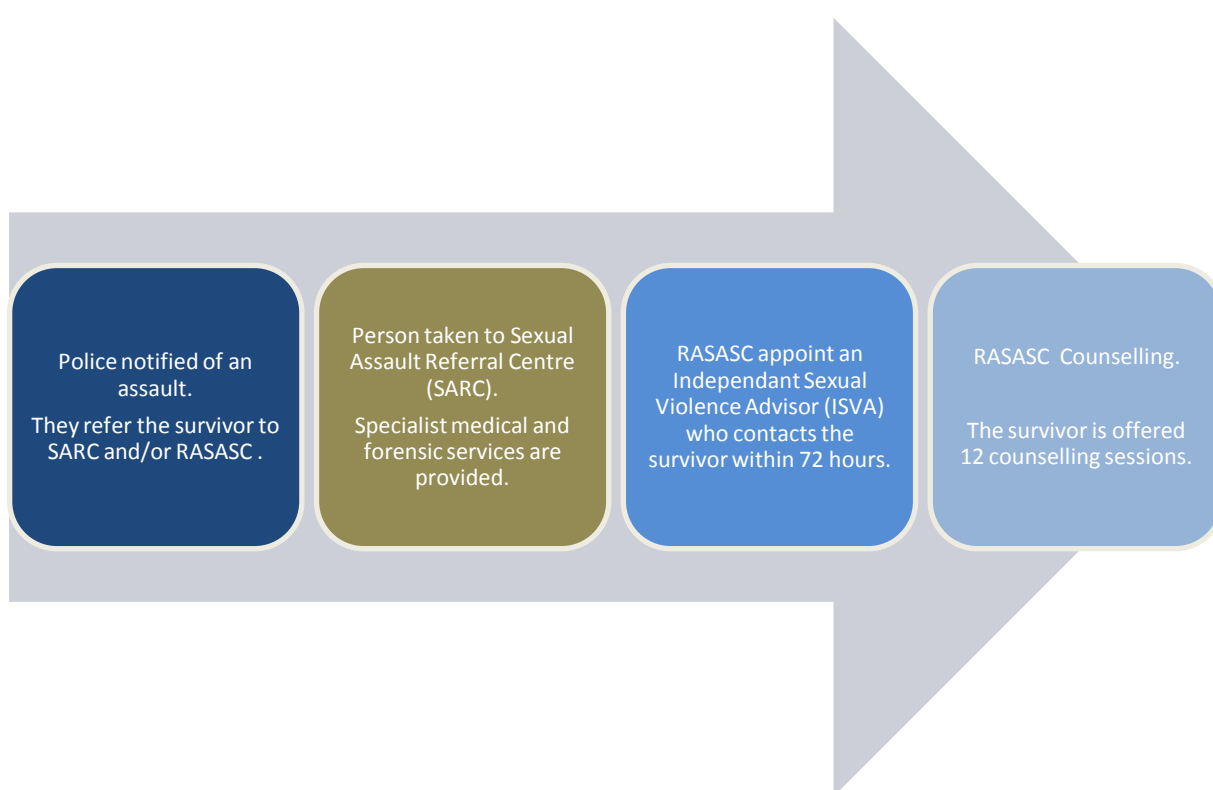 Police notified of an
assault.
They refer the survivor to
SARC and/or RASASC .
Person taken to Sexual
Assault Referral Centre
(SARC).
Specialist medical and
forensic services are
provided.
RASASC appoint an
Independant Sexual
Violence Advisor (ISVA)
who contacts the
survivor within 72 hours.
RASASC  Counselling.
The survivor is offered
12 counselling sessions.